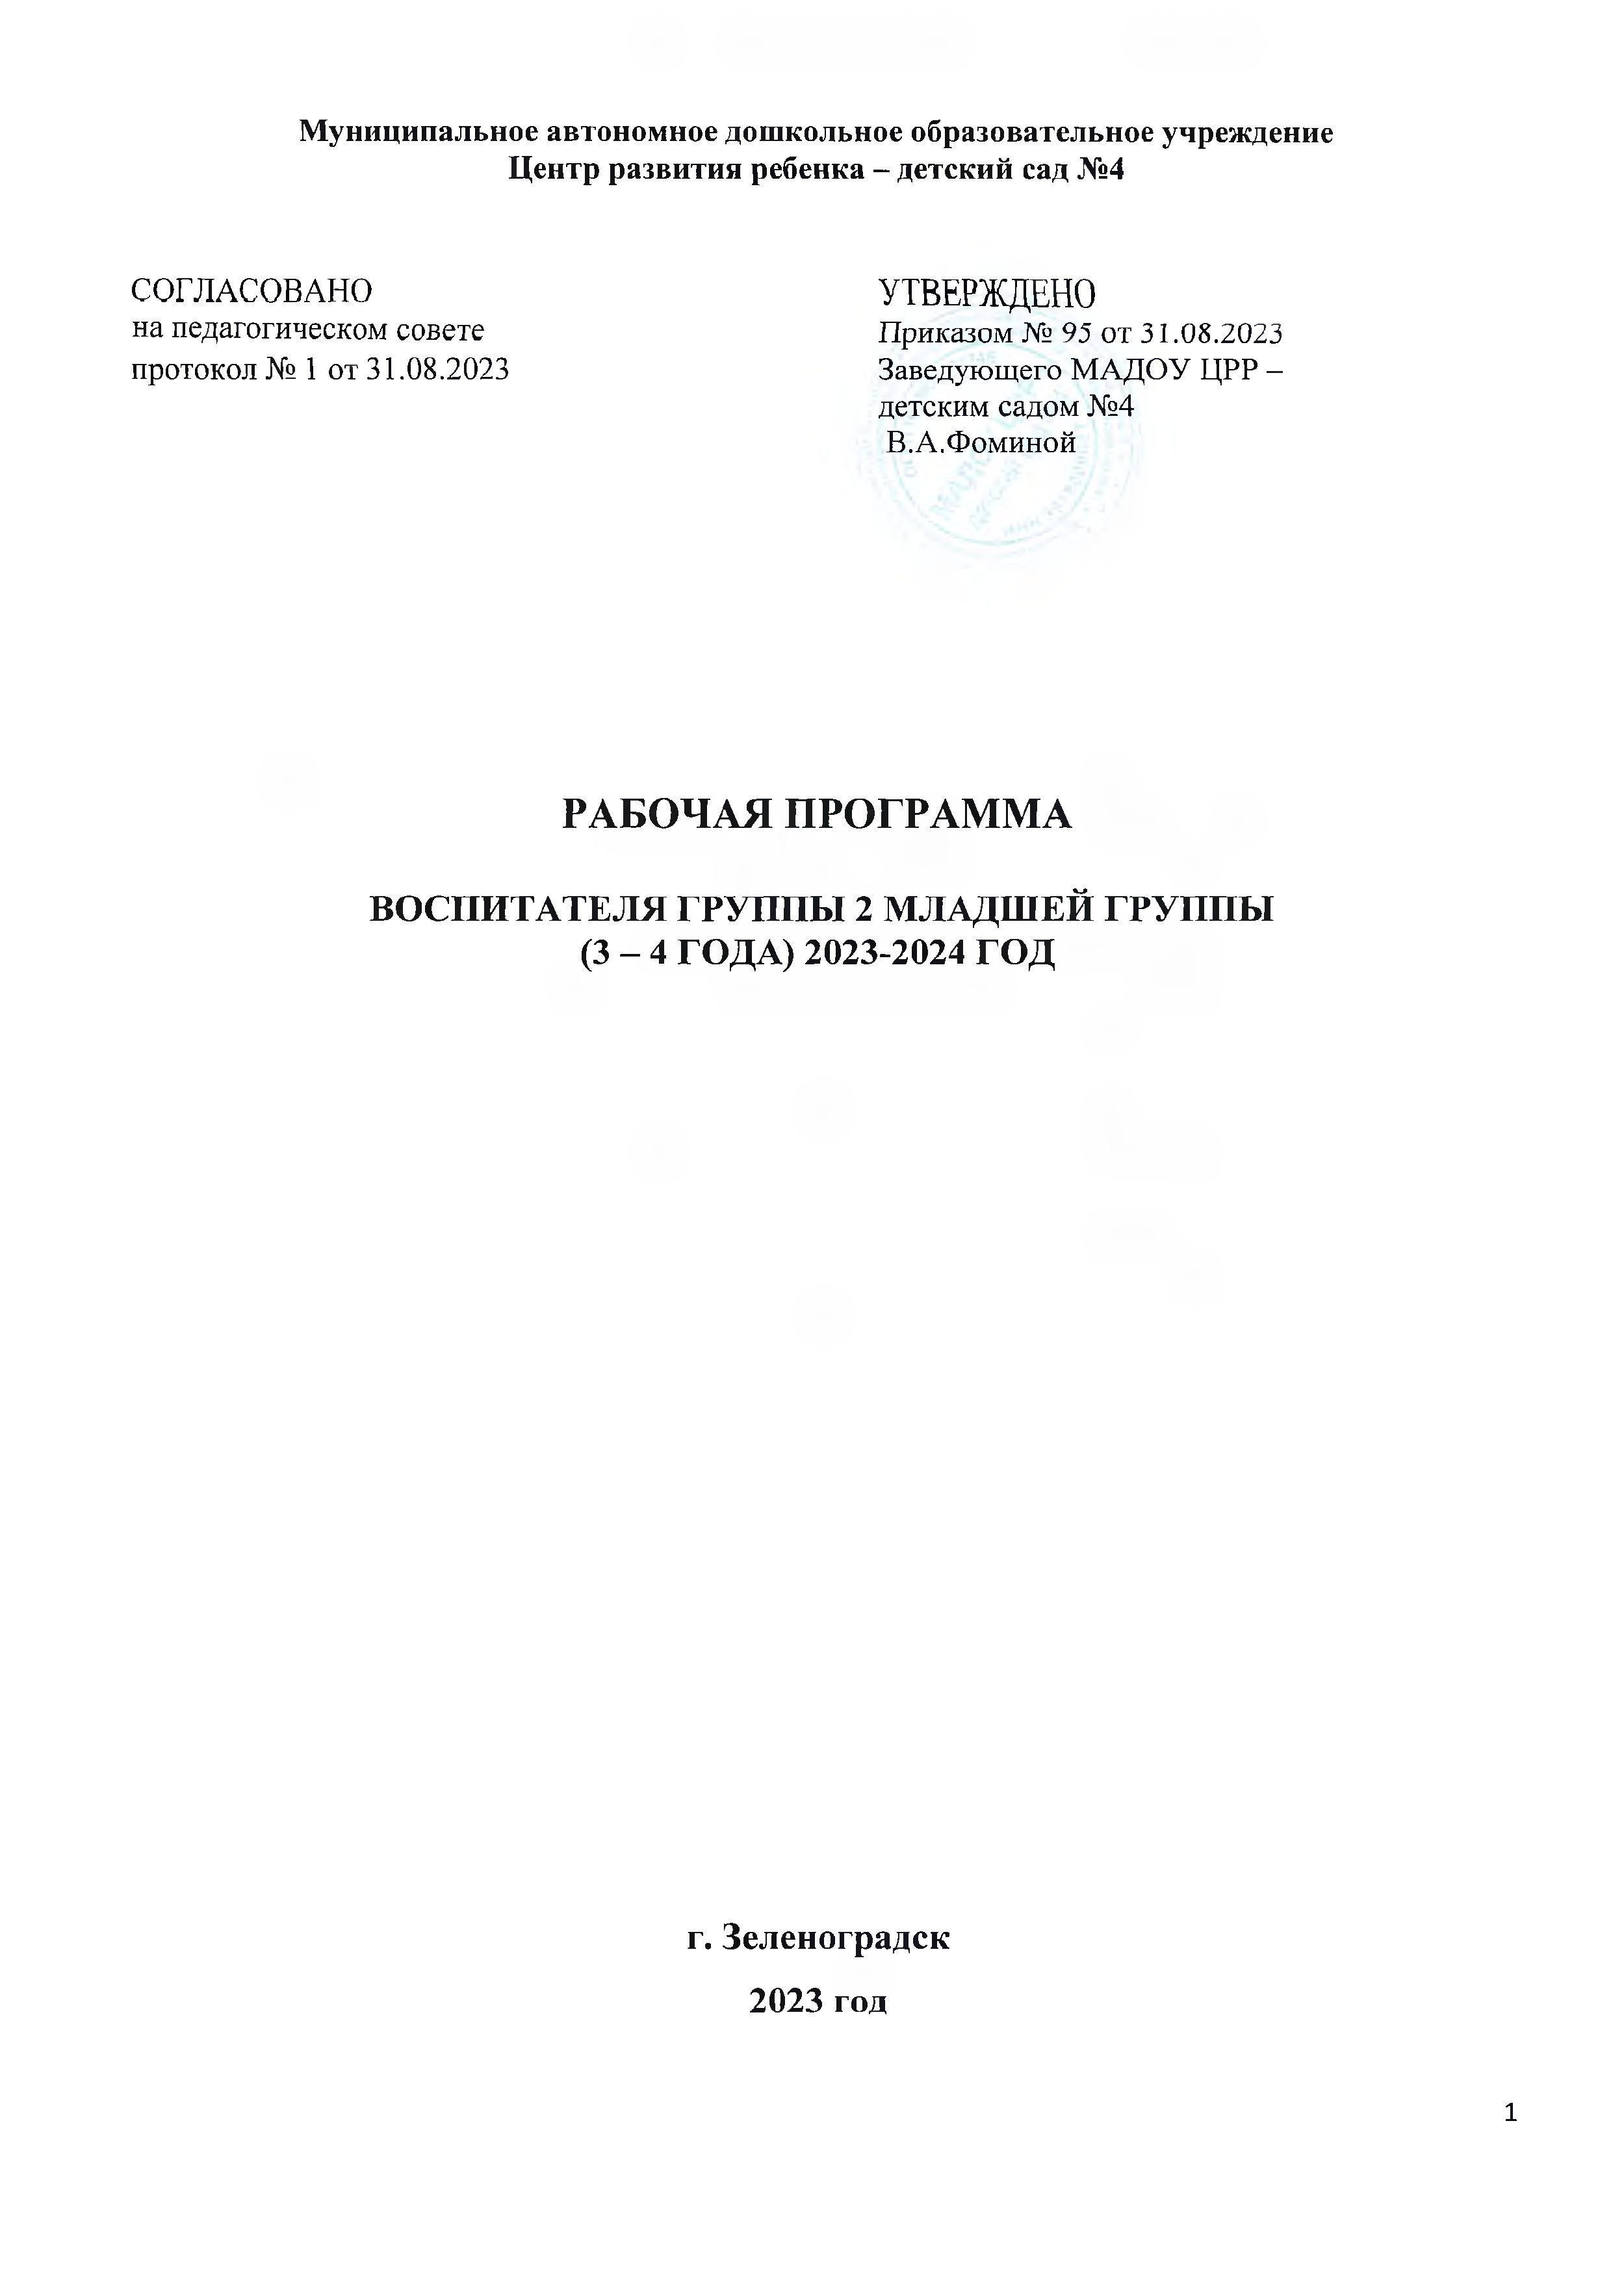 Муниципальное автономное дошкольное образовательное учреждение
Центр развития ребенка – детский сад №4
СОГЛАСОВАНО
на педагогическом совете
протокол № 1 от 31.08.2023
УТВЕРЖДЕНО
Приказом № 95 от 31.08.2023
Заведующего МАДОУ ЦРР –
детским садом №4
В.А.Фоминой
РАБОЧАЯ ПРОГРАММА
ВОСПИТАТЕЛЯ ГРУППЫ 2 МЛАДШЕЙ ГРУППЫ
(3 – 4 ГОДА) 2023-2024 ГОД
г. Зеленоградск
2023 год
1